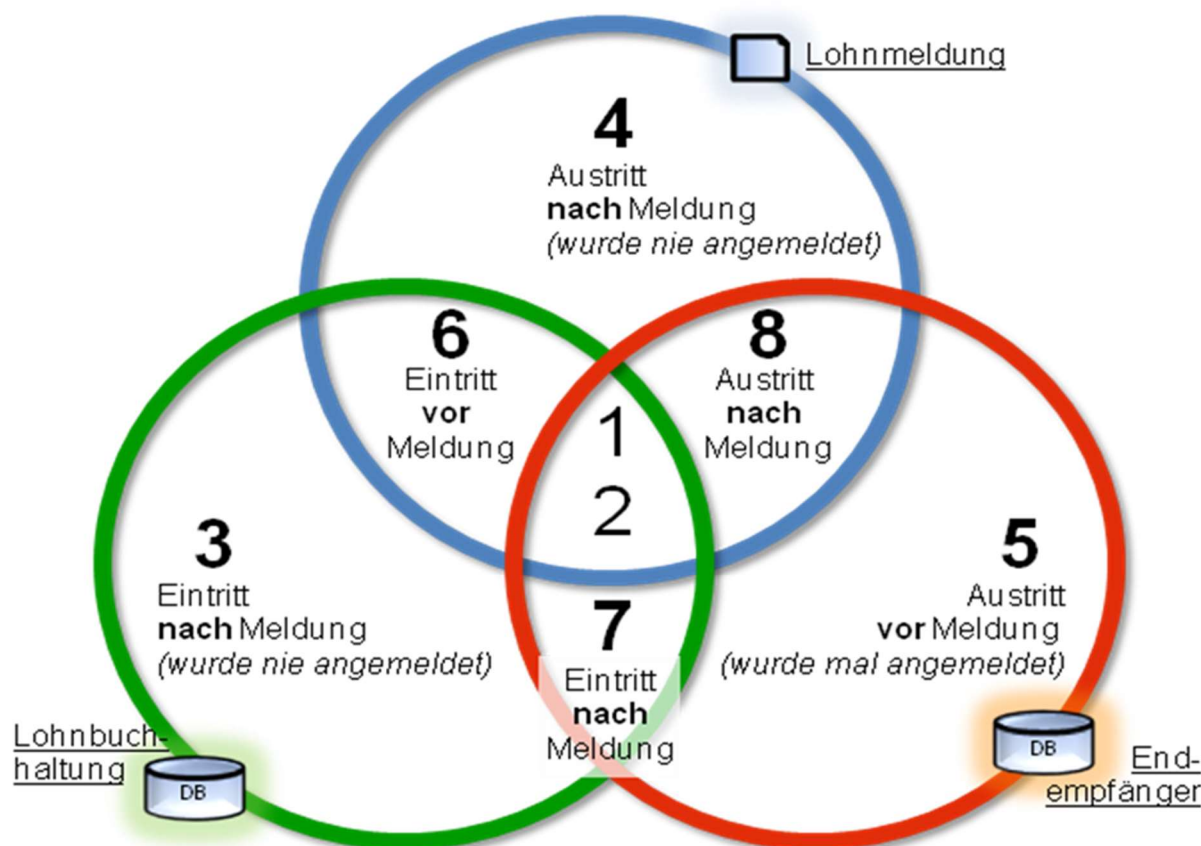 Lohnmeldung
4
Austritt
nach Meldung
(wurde nie angemeldet)
6
Eintritt
vor
Meldung
8
Austritt
nach
Meldung
1
2
3
Eintritt
nach Meldung
(wurde nie angemeldet)
5
Austritt
vor Meldung
(wurde mal angemeldet)
7
Eintritt
nach
Meldung
Lohnbuch-
haltung
DB
DB
End-
empfänger